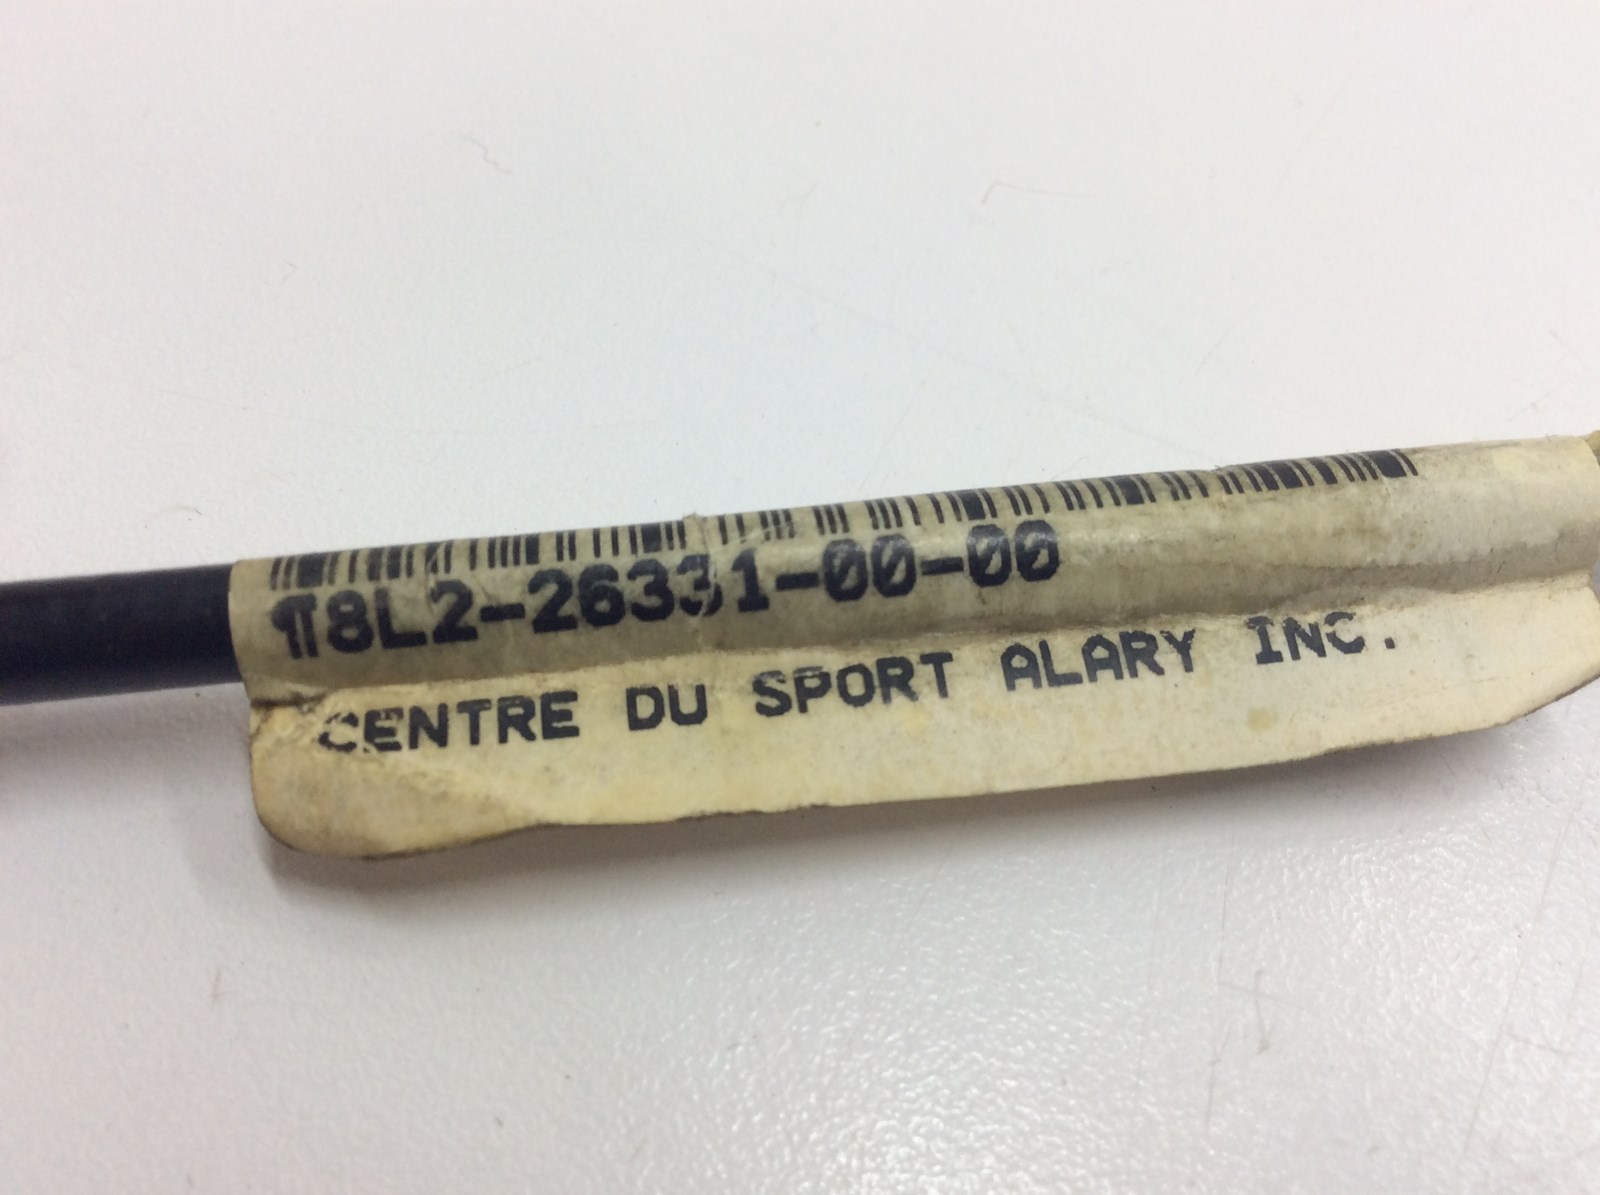 ¶8L2-26331-00-00
CENTRE DU SPORT ALARY INC.